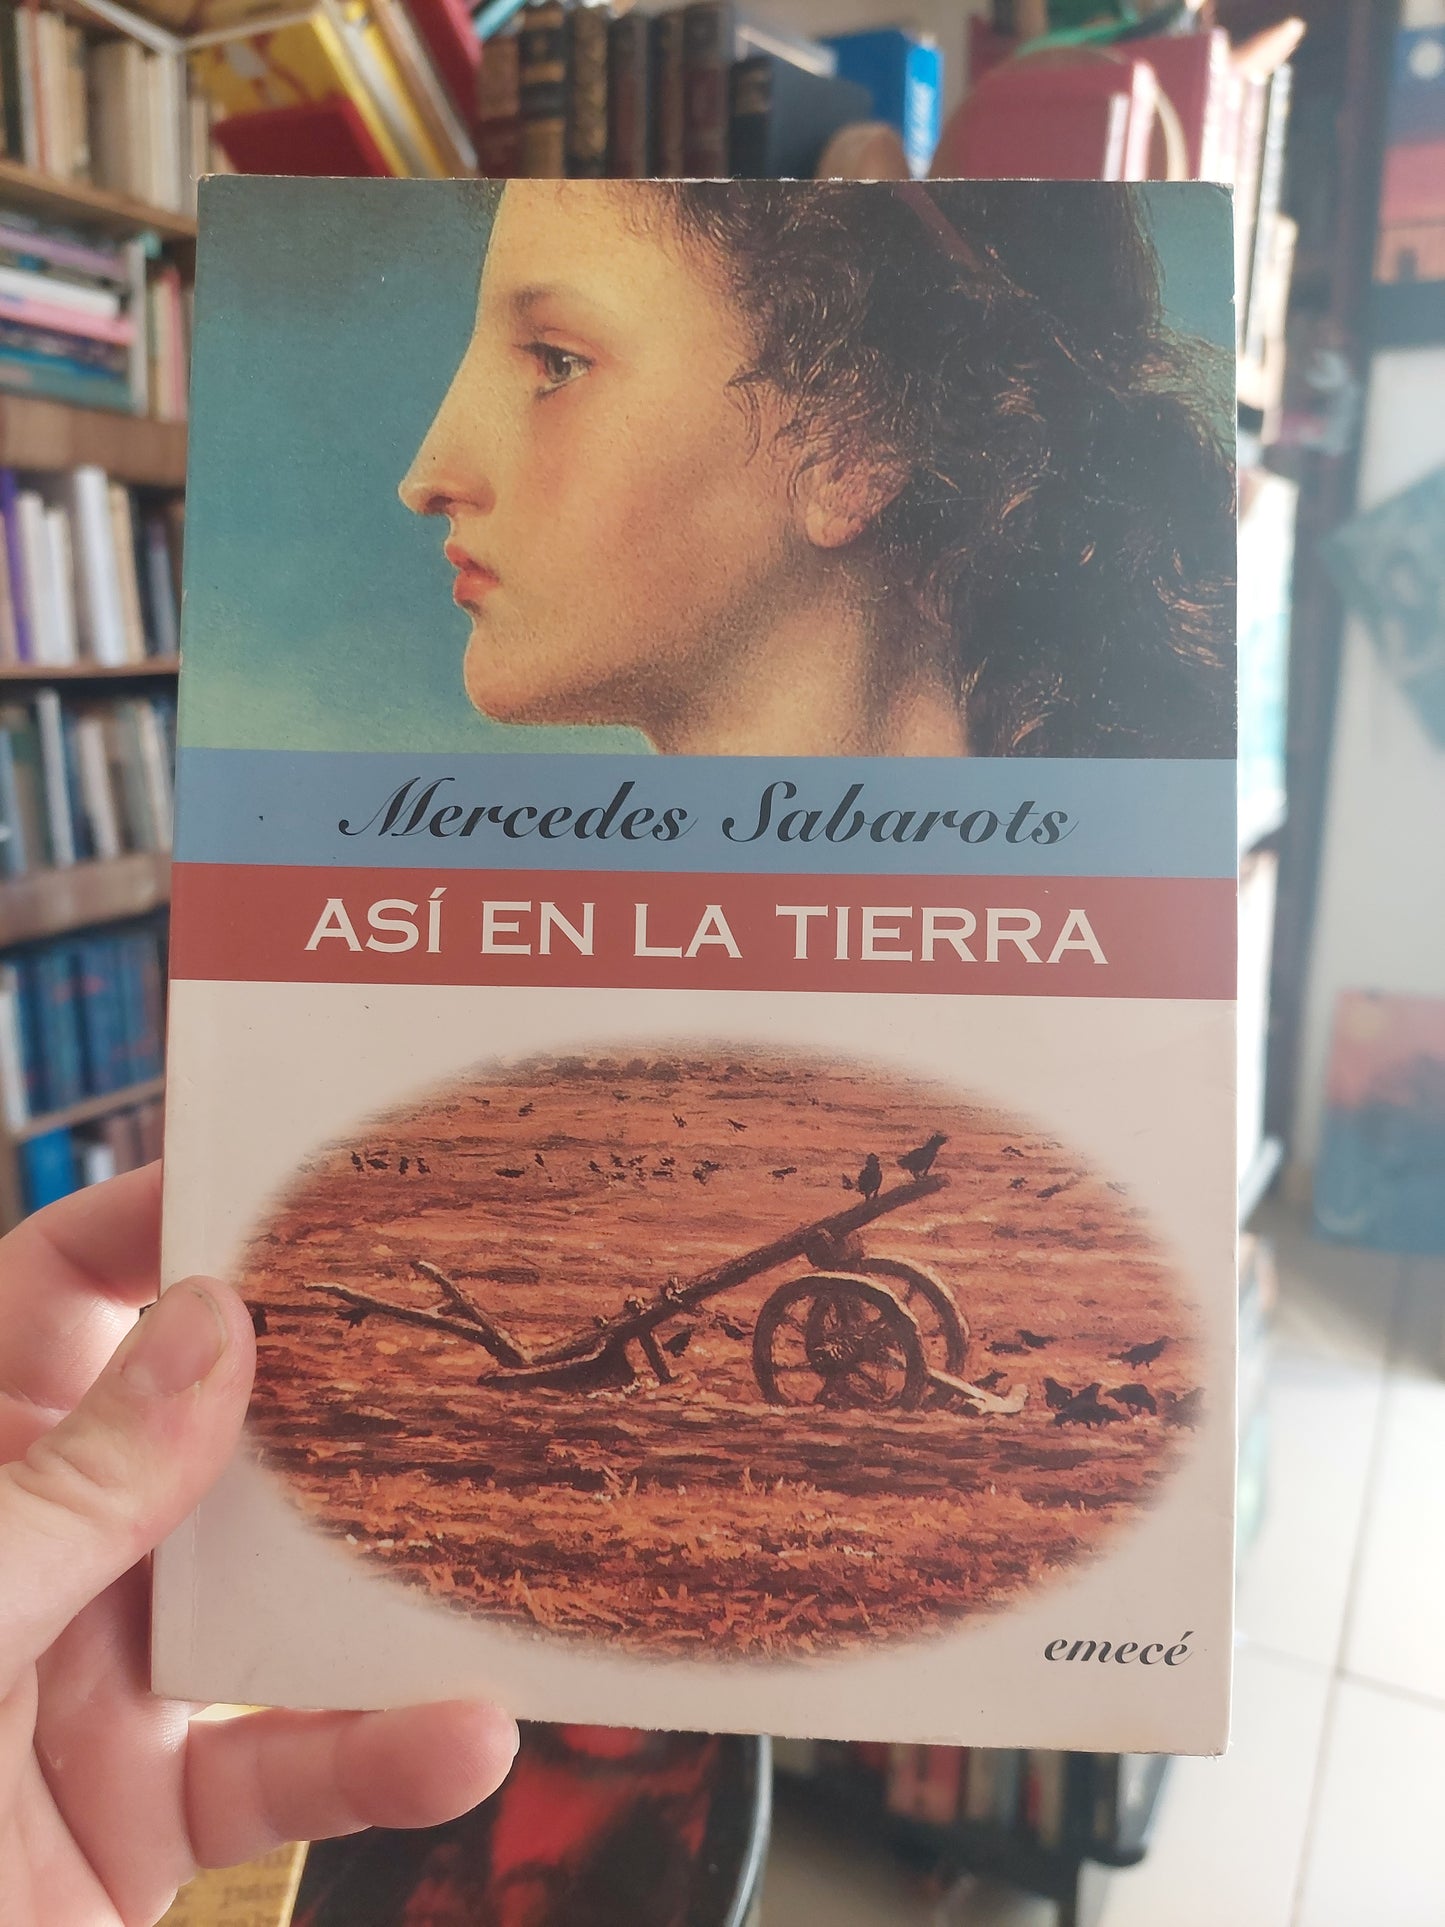 Mercedes Sabarots
ASÍ EN LA TIERRA
emecé